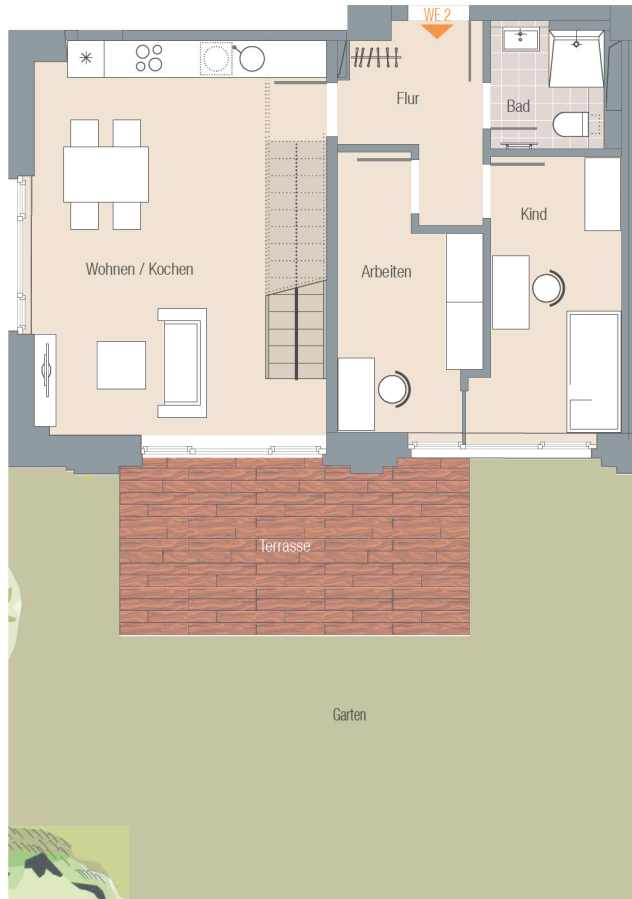 WE 2
Flur
Bad
Kind
Wohnen / Kochen
Arbeiten
Terrasse
Garten